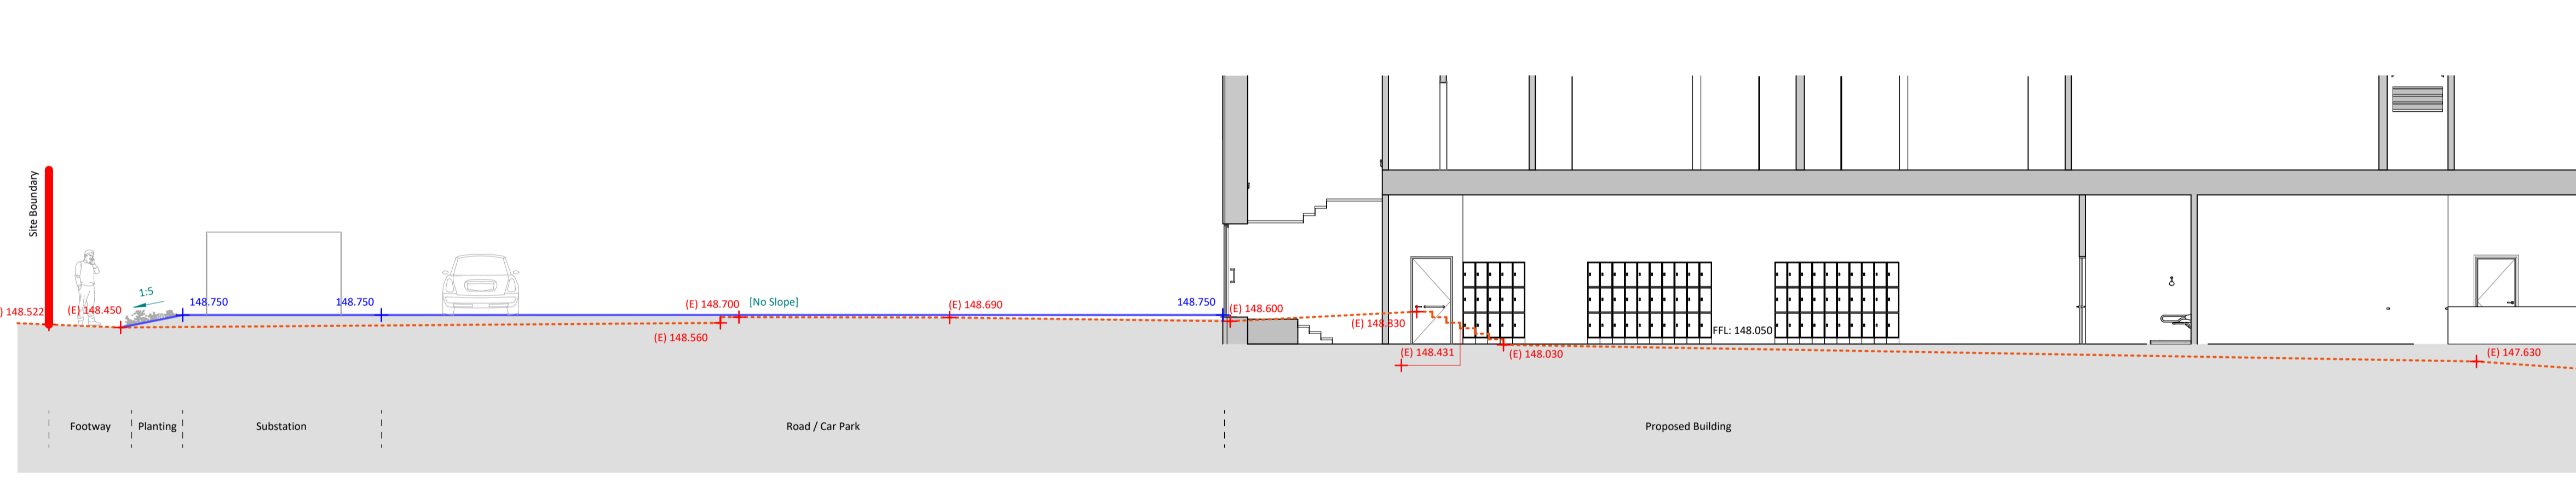 Site Boundary
) 148.522
(E) 148.450
1:5
148.750
148.750
(E) 148.700
[No Slope]
(E) 148.560
(E) 148.690
148.750
(E) 148.600
(E) 148.830
(E) 148.431
(E) 148.030
FFL: 148.050
(E) 147.630
Footway
Planting
Substation
Road / Car Park
Proposed Building